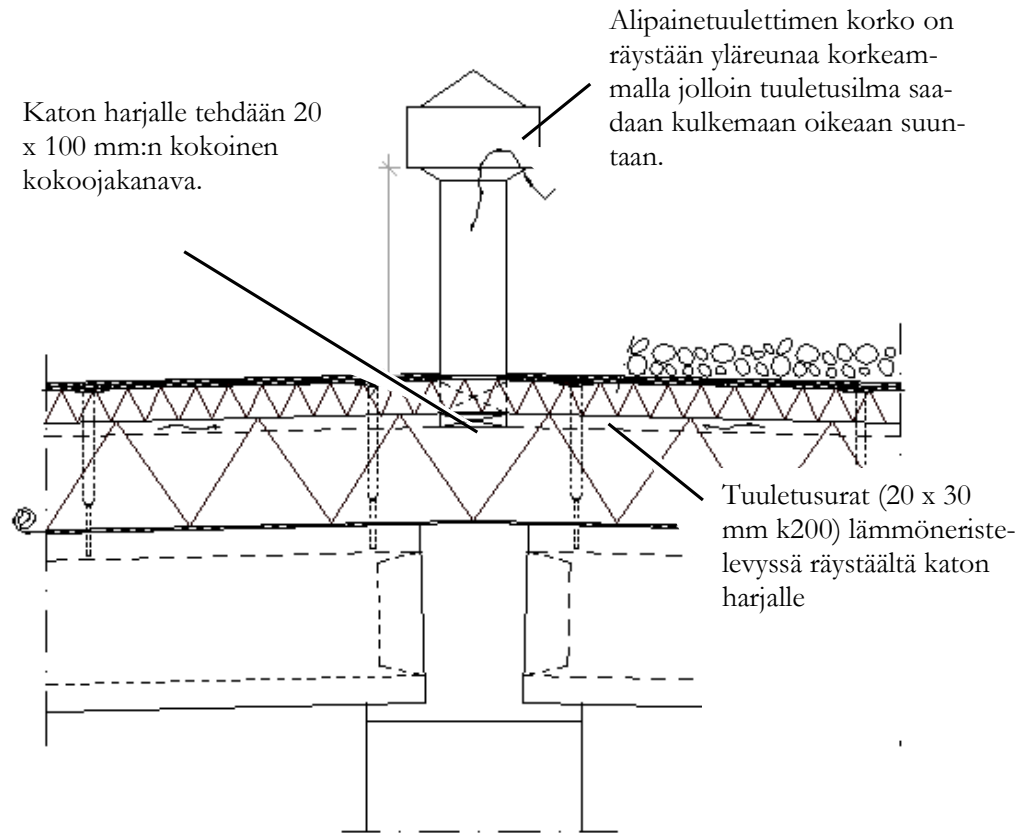 Alipainetuulettimen korko on
räystään yläreunaa korkeam-
malla jolloin tuuletusilma saa-
daan kulkemaan oikeaan suun-
taan.
Katon harjalle tehdään 20
x 100 mm:n kokoinen
kokoojakanava.
Tuuletusurat (20 x 30
mm k200) lämmöneriste-
levyssä räystäältä katon
harjalle